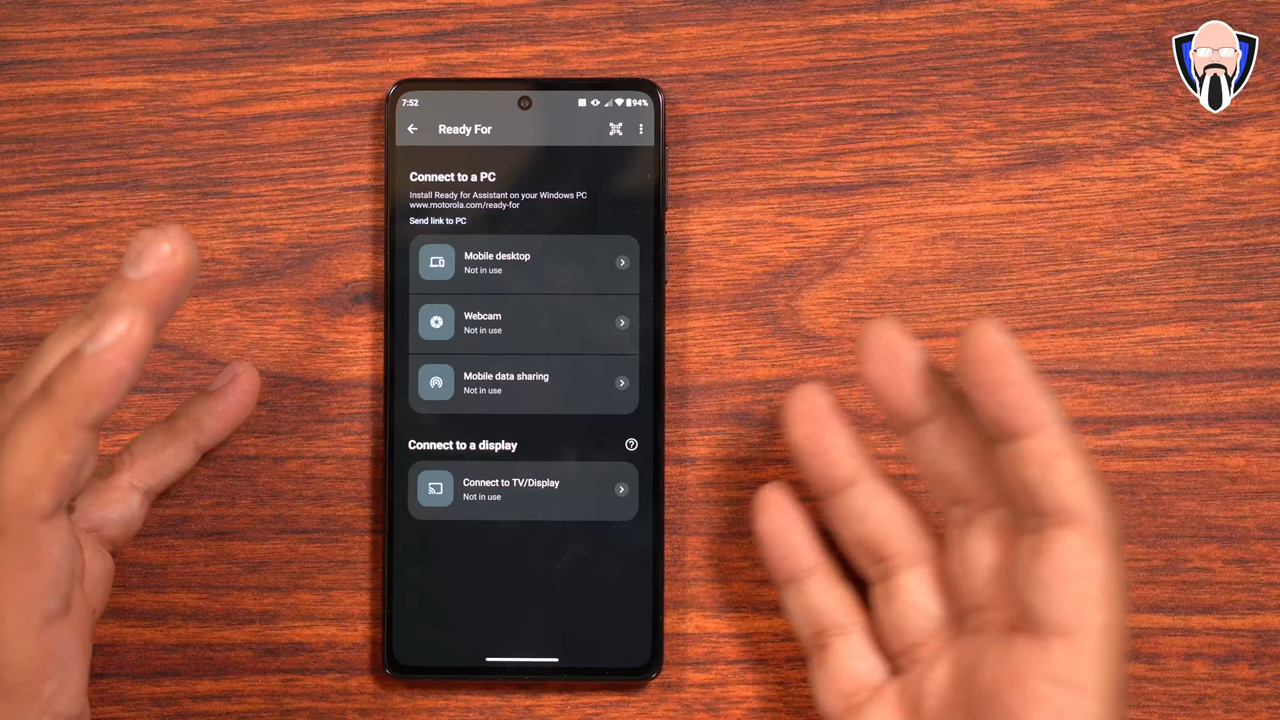 7:52
94%
Ready For
Connect to a PC
Install Ready for Assistant on your Windows PC
www.motorola.com/ready-for
Send link to PC
Mobile desktop
Not in use
Webcam
Not in use
Mobile data sharing
Not in use
Connect to a display
Connect to TV/Display
Not in use